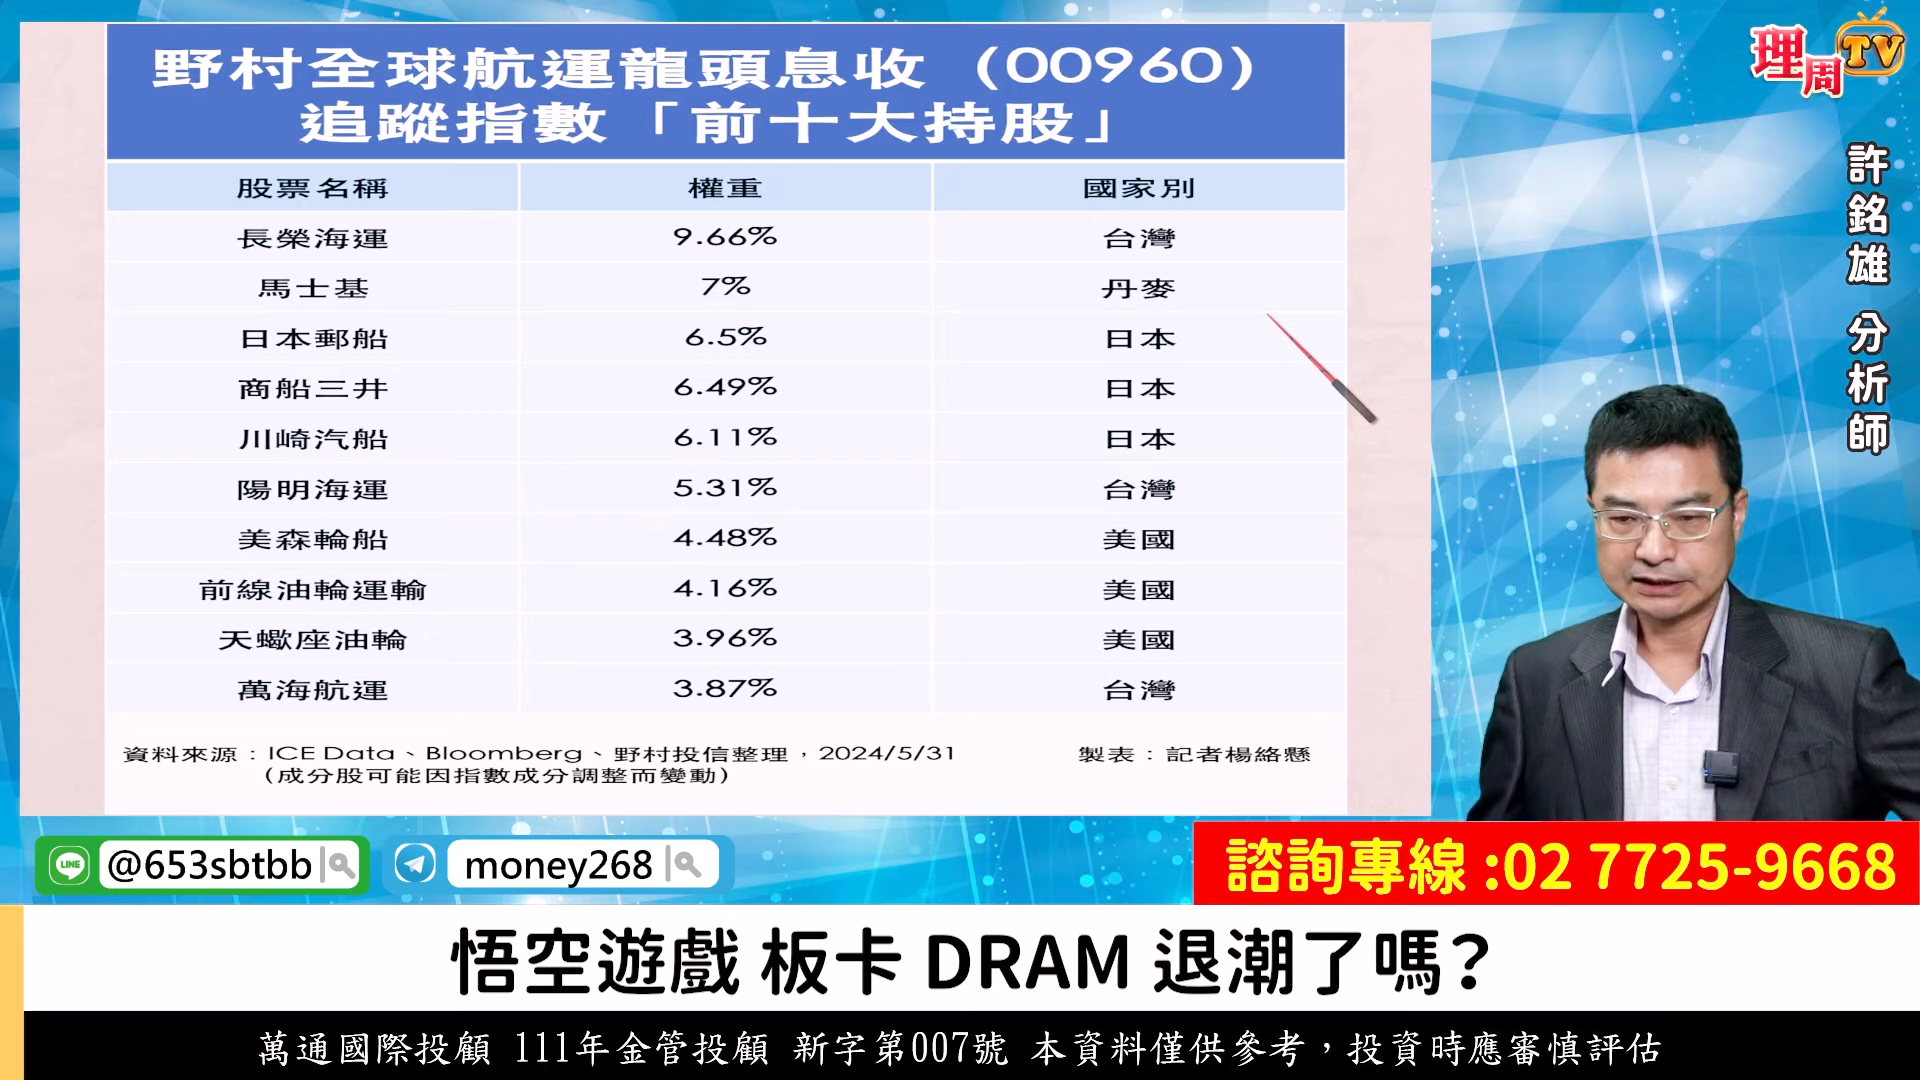 野村全球航運龍頭息收（00960）
追蹤指數「前十大持股」
股票名稱 權重 國家別
長榮海運 9.66% 台灣
馬士基 7% 丹麥
日本郵船 6.5% 日本
商船三井 6.49% 日本
川崎汽船 6.11% 日本
陽明海運 5.31% 台灣
美森輪船 4.48% 美國
前線油輪運輸 4.16% 美國
天蠍座油輪 3.96% 美國
萬海航運 3.87% 台灣
資料來源：ICE Data、Bloomberg、野村投信整理，2024/5/31 製表：記者楊絡懸
（成分股可能因指數成分調整而變動）
理周TV
許銘雄 分析師
LINE @653sbtbb
money268
諮詢專線:02 7725-9668
悟空遊戲 板卡 DRAM 退潮了嗎?
萬通國際投顧 111年金管投顧 新字第007號 本資料僅供參考，投資時應審慎評估